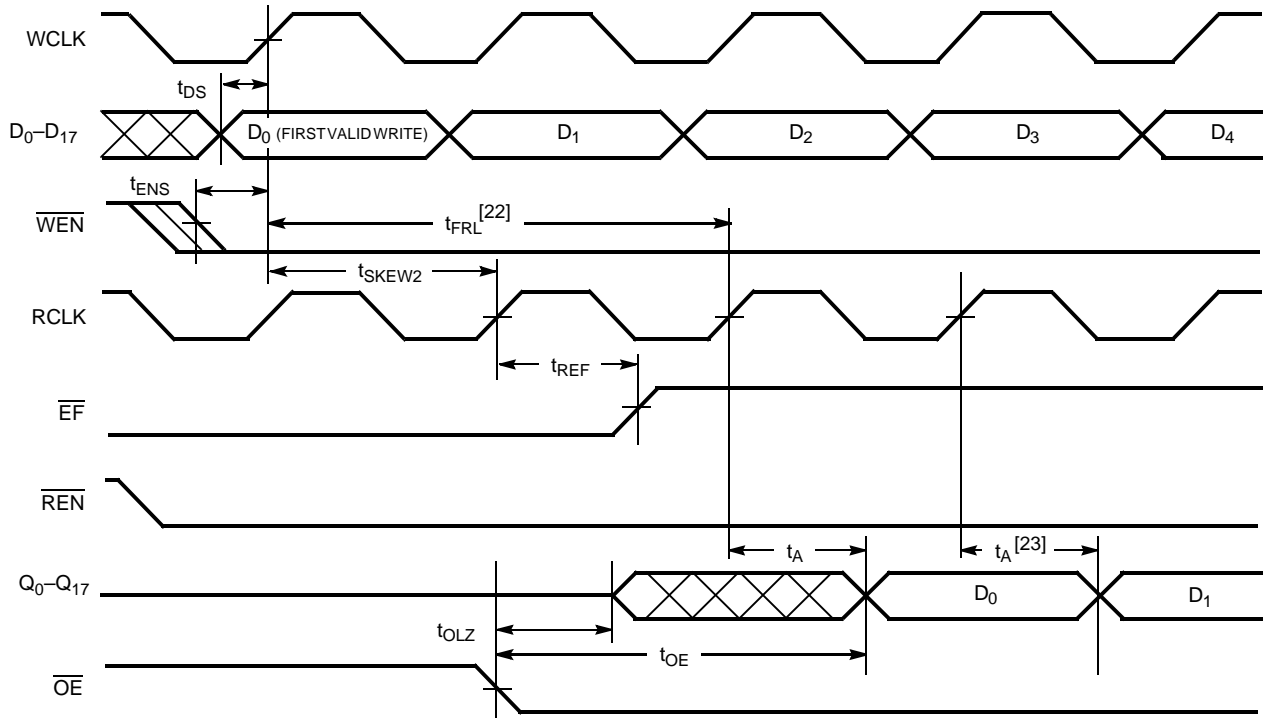 WCLK
tDS
D0–D17
D0 (FIRST VALID WRITE)
D1
D2
D3
D4
tENS
WEN
tFRL[22]
tSKEW2
RCLK
tREF
EF
REN
tA
tA[23]
Q0–Q17
D0
D1
tOLZ
tOE
OE